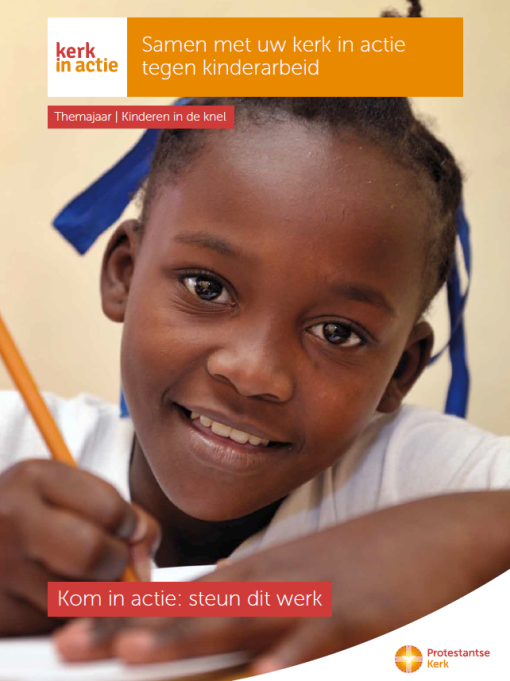 kerk
in actie
Samen met uw kerk in actie
tegen kinderarbeid
Themajaar | Kinderen in de knel
Kom in actie: steun dit werk
Protestantse
Kerk